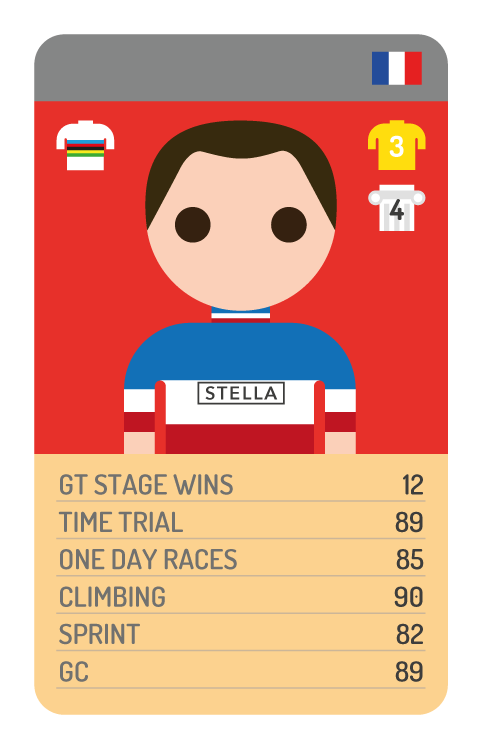 3
4
STELLA
GT STAGE WINS 12
TIME TRIAL 89
ONE DAY RACES 85
CLIMBING 90
SPRINT 82
GC 89